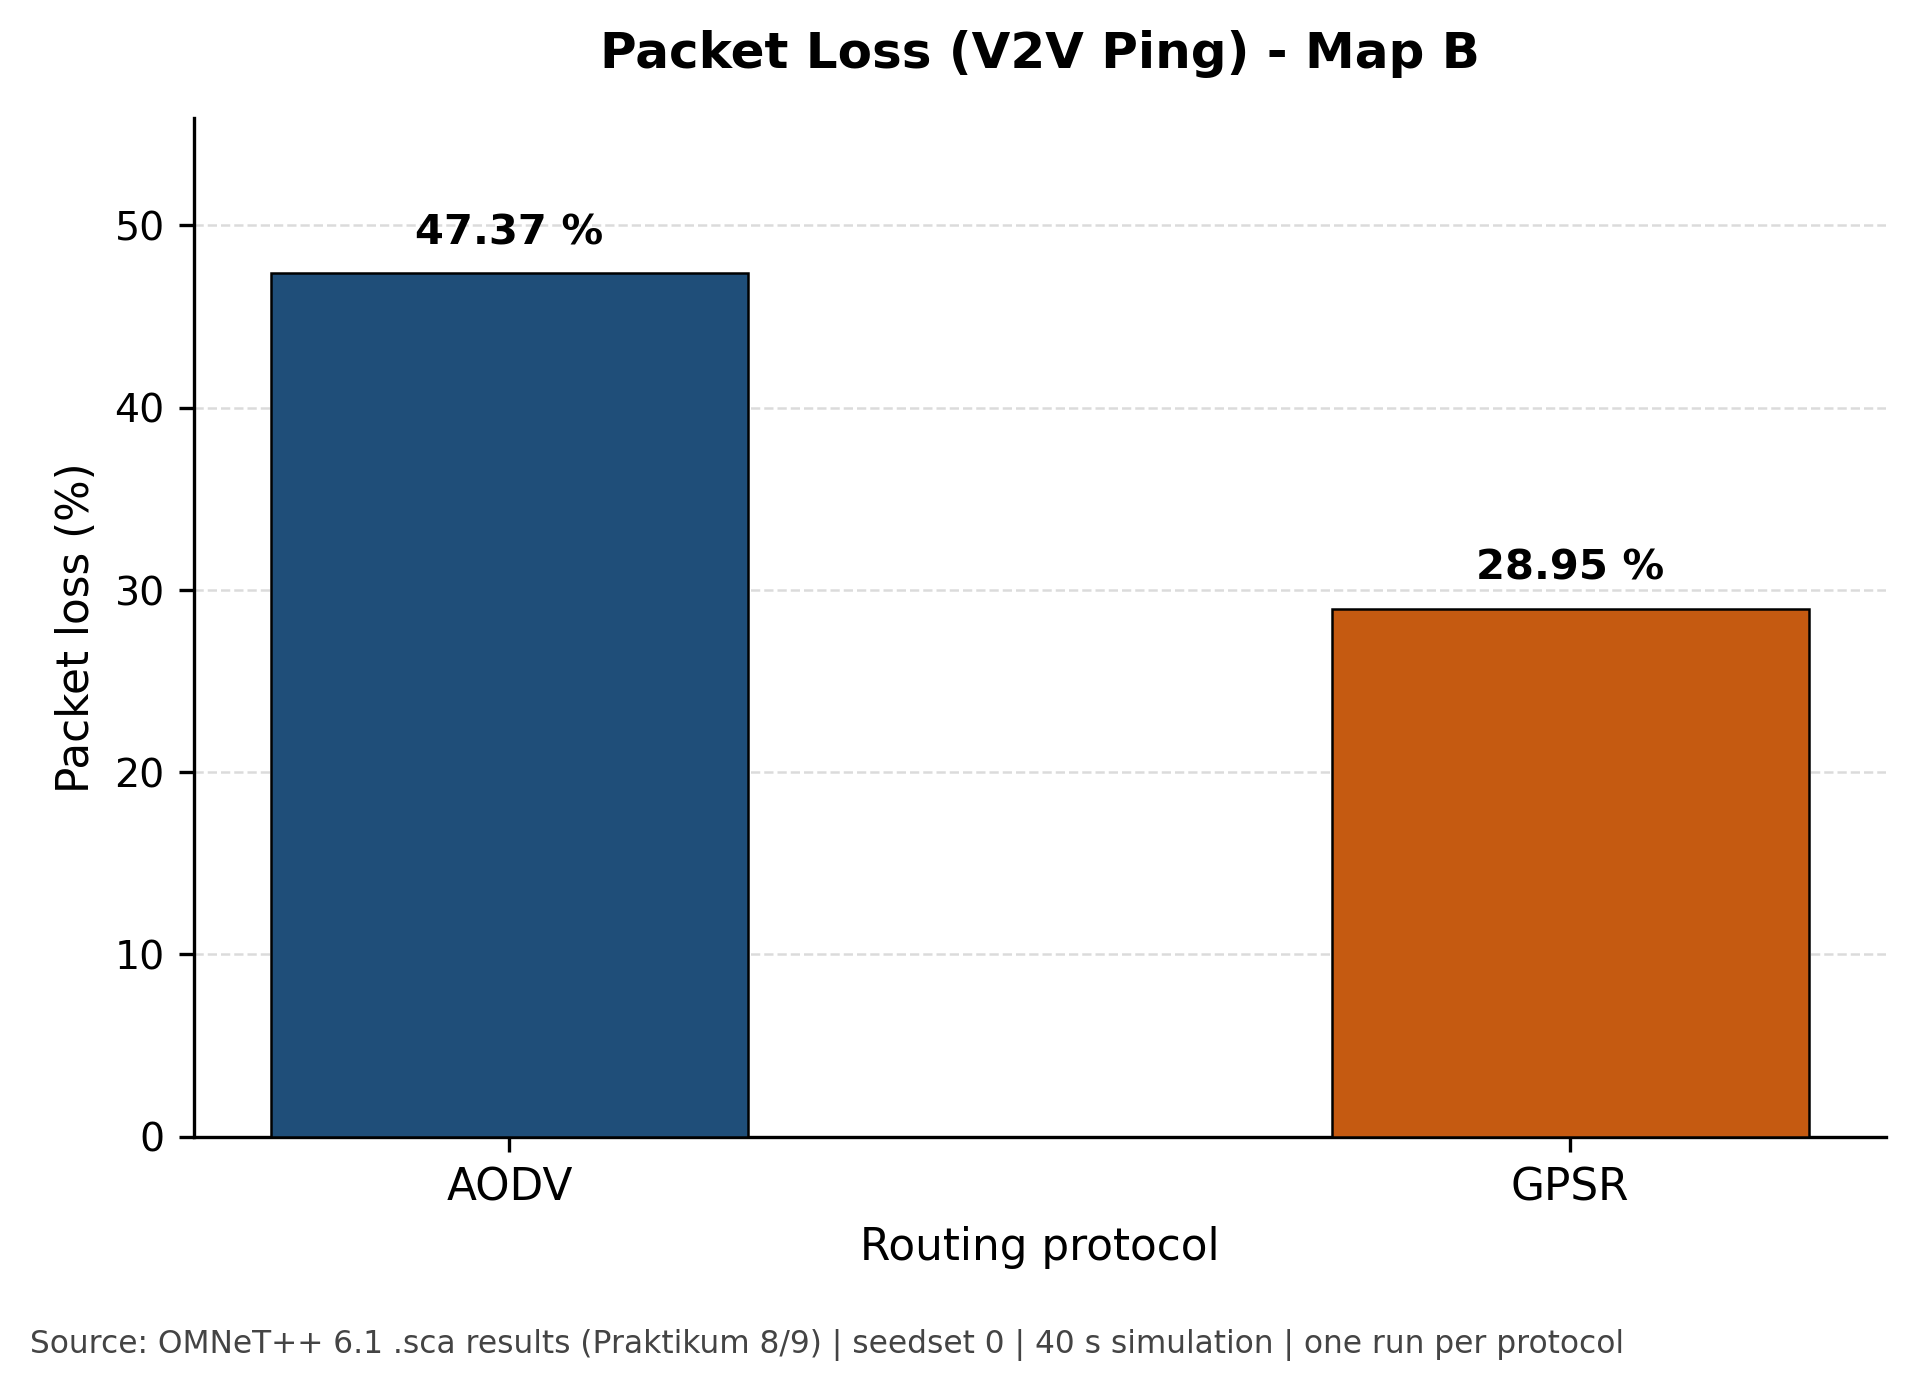 Packet Loss (V2V Ping) - Map B
Packet loss (%)
50
40
30
20
10
0
47.37 %
28.95 %
AODV
GPSR
Routing protocol
Source: OMNeT++ 6.1 .sca results (Praktikum 8/9) | seedset 0 | 40 s simulation | one run per protocol